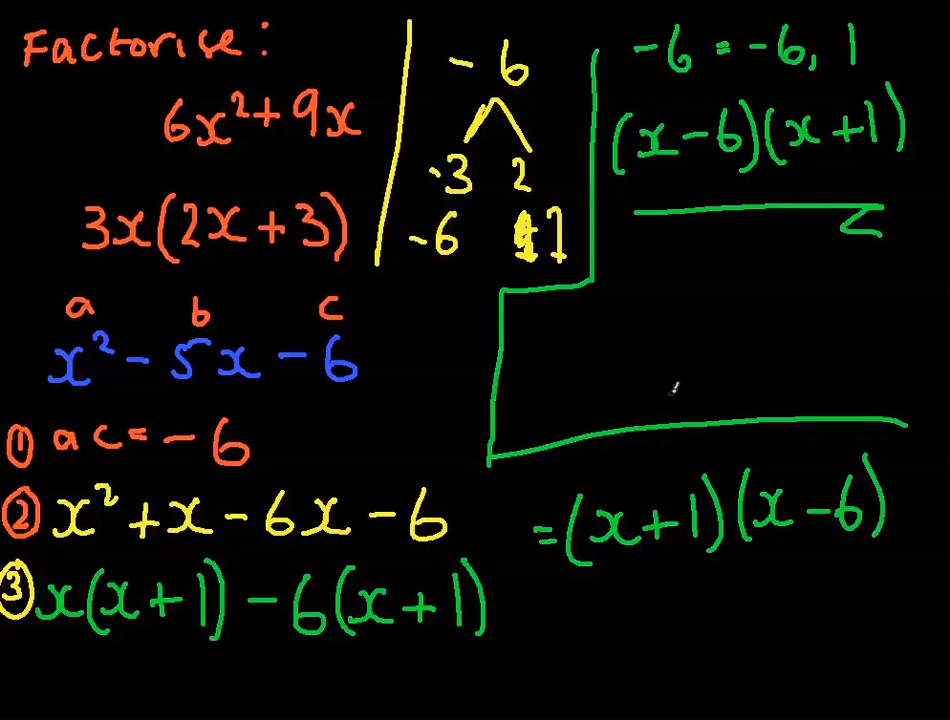 Factorise:
6x² + 9x
3x(2x + 3)
a b c
x² - 5x - 6
① ac = -6
② x² + x - 6x - 6
③ x(x + 1) - 6(x + 1)
-6
-3 2
-6 1
-6 = -6, 1
(x - 6)(x + 1)
= (x + 1)(x - 6)